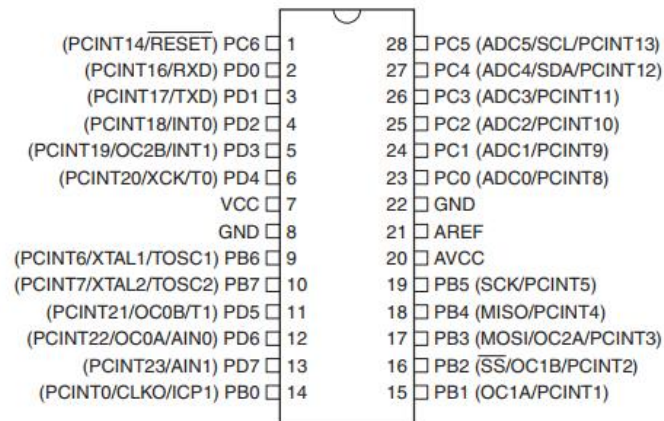 (PCINT14/RESET) PC6 1 28 PC5 (ADC5/SCL/PCINT13)
(PCINT16/RXD) PD0 2 27 PC4 (ADC4/SDA/PCINT12)
(PCINT17/TXD) PD1 3 26 PC3 (ADC3/PCINT11)
(PCINT18/INT0) PD2 4 25 PC2 (ADC2/PCINT10)
(PCINT19/OC2B/INT1) PD3 5 24 PC1 (ADC1/PCINT9)
(PCINT20/XCK/T0) PD4 6 23 PC0 (ADC0/PCINT8)
VCC 7 22 GND
GND 8 21 AREF
(PCINT6/XTAL1/TOSC1) PB6 9 20 AVCC
(PCINT7/XTAL2/TOSC2) PB7 10 19 PB5 (SCK/PCINT5)
(PCINT21/OC0B/T1) PD5 11 18 PB4 (MISO/PCINT4)
(PCINT22/OC0A/AIN0) PD6 12 17 PB3 (MOSI/OC2A/PCINT3)
(PCINT23/AIN1) PD7 13 16 PB2 (SS/OC1B/PCINT2)
(PCINT0/CLKO/ICP1) PB0 14 15 PB1 (OC1A/PCINT1)